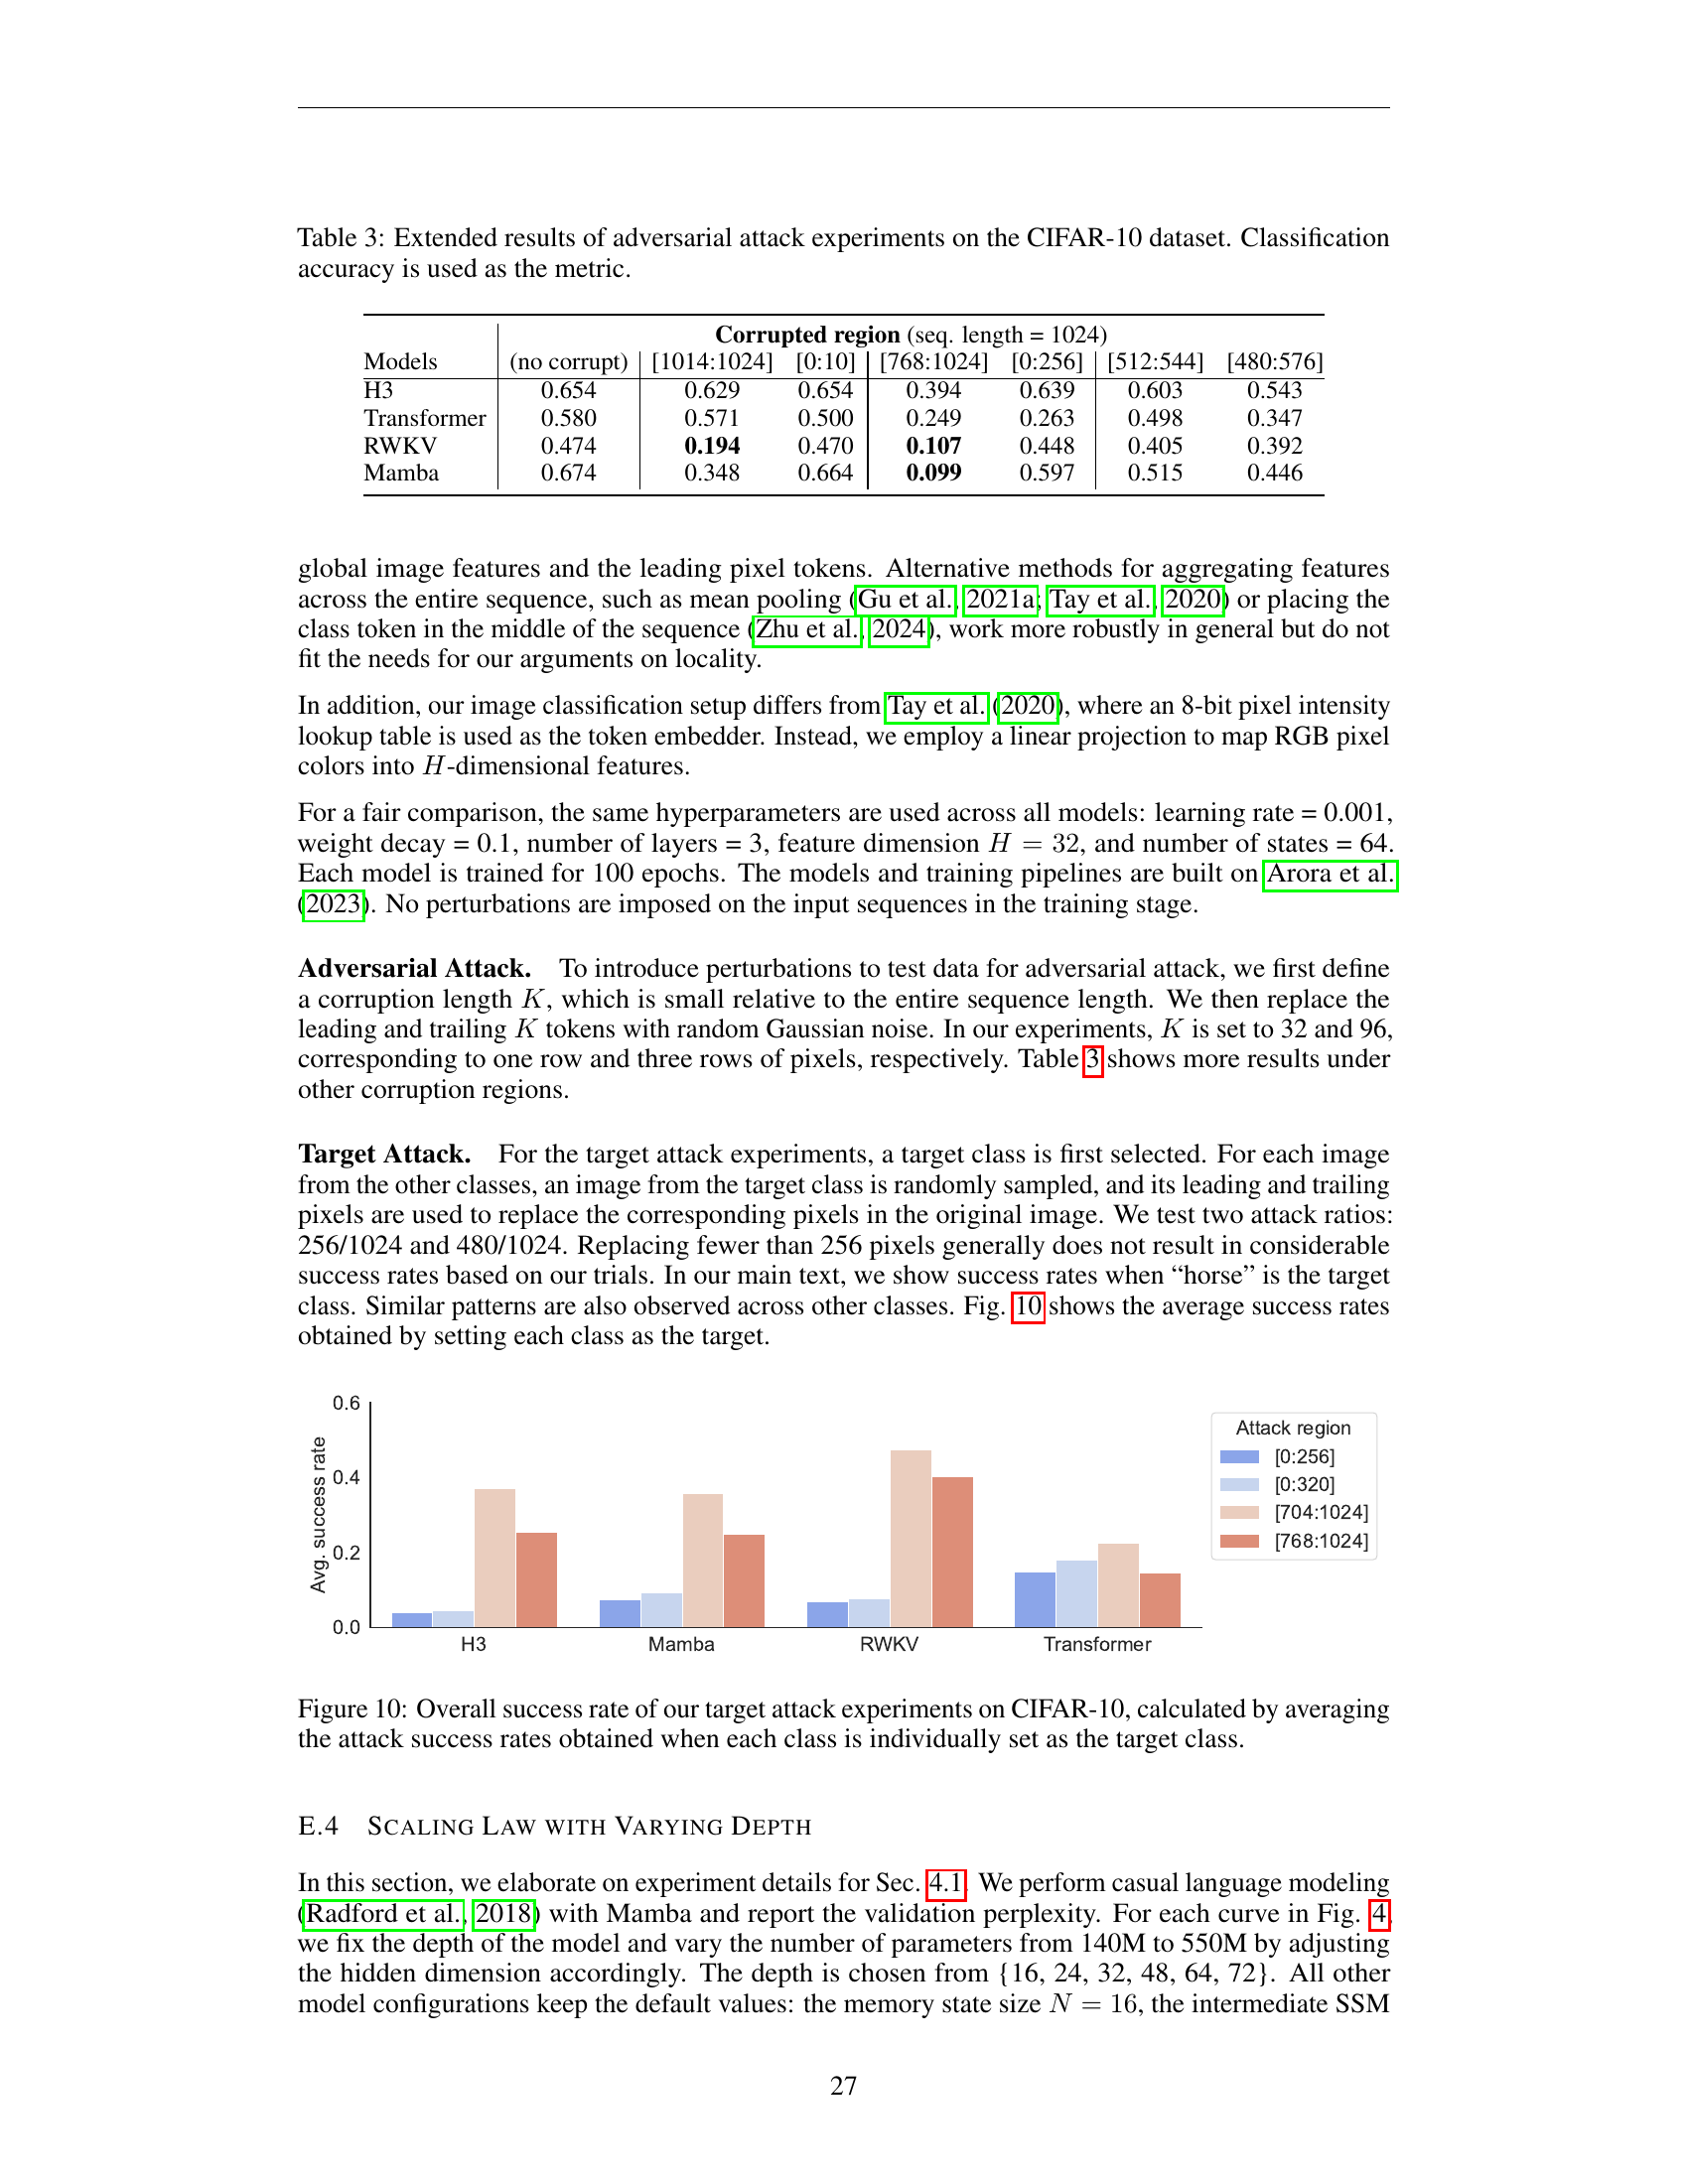 Table 3: Extended results of adversarial attack experiments on the CIFAR-10 dataset. Classification
accuracy is used as the metric.
Corrupted region (seq. length = 1024)
Models (no corrupt) [1014:1024] [0:10] [768:1024] [0:256] [512:544] [480:576]
H3 0.654 0.629 0.654 0.394 0.639 0.603 0.543
Transformer 0.580 0.571 0.500 0.249 0.263 0.498 0.347
RWKV 0.474 0.194 0.470 0.107 0.448 0.405 0.392
Mamba 0.674 0.348 0.664 0.099 0.597 0.515 0.446
global image features and the leading pixel tokens. Alternative methods for aggregating features
across the entire sequence, such as mean pooling (Gu et al., 2021a; Tay et al., 2020) or placing the
class token in the middle of the sequence (Zhu et al., 2024), work more robustly in general but do not
fit the needs for our arguments on locality.
In addition, our image classification setup differs from Tay et al. (2020), where an 8-bit pixel intensity
lookup table is used as the token embedder. Instead, we employ a linear projection to map RGB pixel
colors into H-dimensional features.
For a fair comparison, the same hyperparameters are used across all models: learning rate = 0.001,
weight decay = 0.1, number of layers = 3, feature dimension H = 32, and number of states = 64.
Each model is trained for 100 epochs. The models and training pipelines are built on Arora et al.
(2023). No perturbations are imposed on the input sequences in the training stage.
Adversarial Attack. To introduce perturbations to test data for adversarial attack, we first define
a corruption length K, which is small relative to the entire sequence length. We then replace the
leading and trailing K tokens with random Gaussian noise. In our experiments, K is set to 32 and 96,
corresponding to one row and three rows of pixels, respectively. Table 3 shows more results under
other corruption regions.
Target Attack. For the target attack experiments, a target class is first selected. For each image
from the other classes, an image from the target class is randomly sampled, and its leading and trailing
pixels are used to replace the corresponding pixels in the original image. We test two attack ratios:
256/1024 and 480/1024. Replacing fewer than 256 pixels generally does not result in considerable
success rates based on our trials. In our main text, we show success rates when “horse” is the target
class. Similar patterns are also observed across other classes. Fig. 10 shows the average success rates
obtained by setting each class as the target.
Avg. success rate
0.6
0.4
0.2
0.0
H3 Mamba RWKV Transformer
Attack region
[0:256]
[0:320]
[704:1024]
[768:1024]
Figure 10: Overall success rate of our target attack experiments on CIFAR-10, calculated by averaging
the attack success rates obtained when each class is individually set as the target class.
E.4 SCALING LAW WITH VARYING DEPTH
In this section, we elaborate on experiment details for Sec. 4.1. We perform casual language modeling
(Radford et al., 2018) with Mamba and report the validation perplexity. For each curve in Fig. 4,
we fix the depth of the model and vary the number of parameters from 140M to 550M by adjusting
the hidden dimension accordingly. The depth is chosen from {16, 24, 32, 48, 64, 72}. All other
model configurations keep the default values: the memory state size N = 16, the intermediate SSM
27